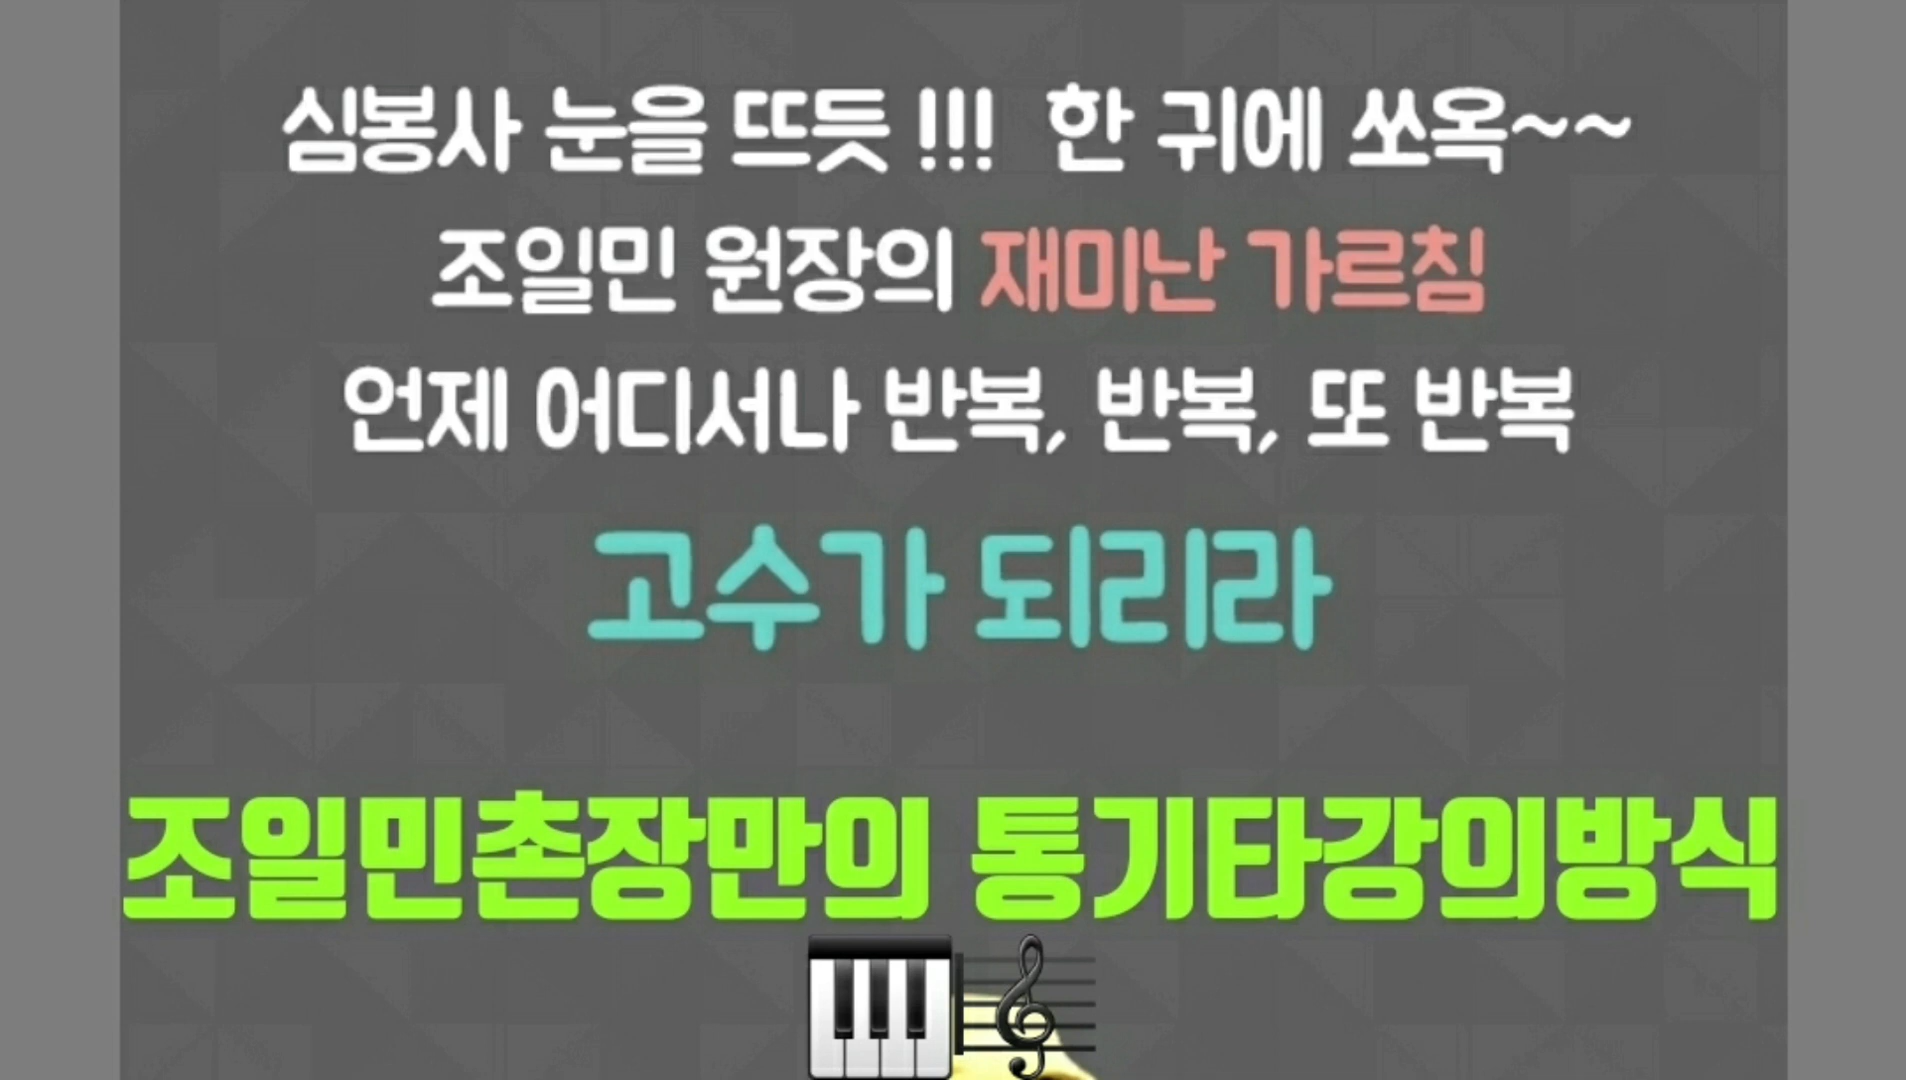 심봉사 눈을 뜨듯 !!! 한 귀에 쏘옥~~
조일민 원장의 재미난 가르침
언제 어디서나 반복, 반복, 또 반복
고수가 되리라
조일민촌장만의 통기타강의방식